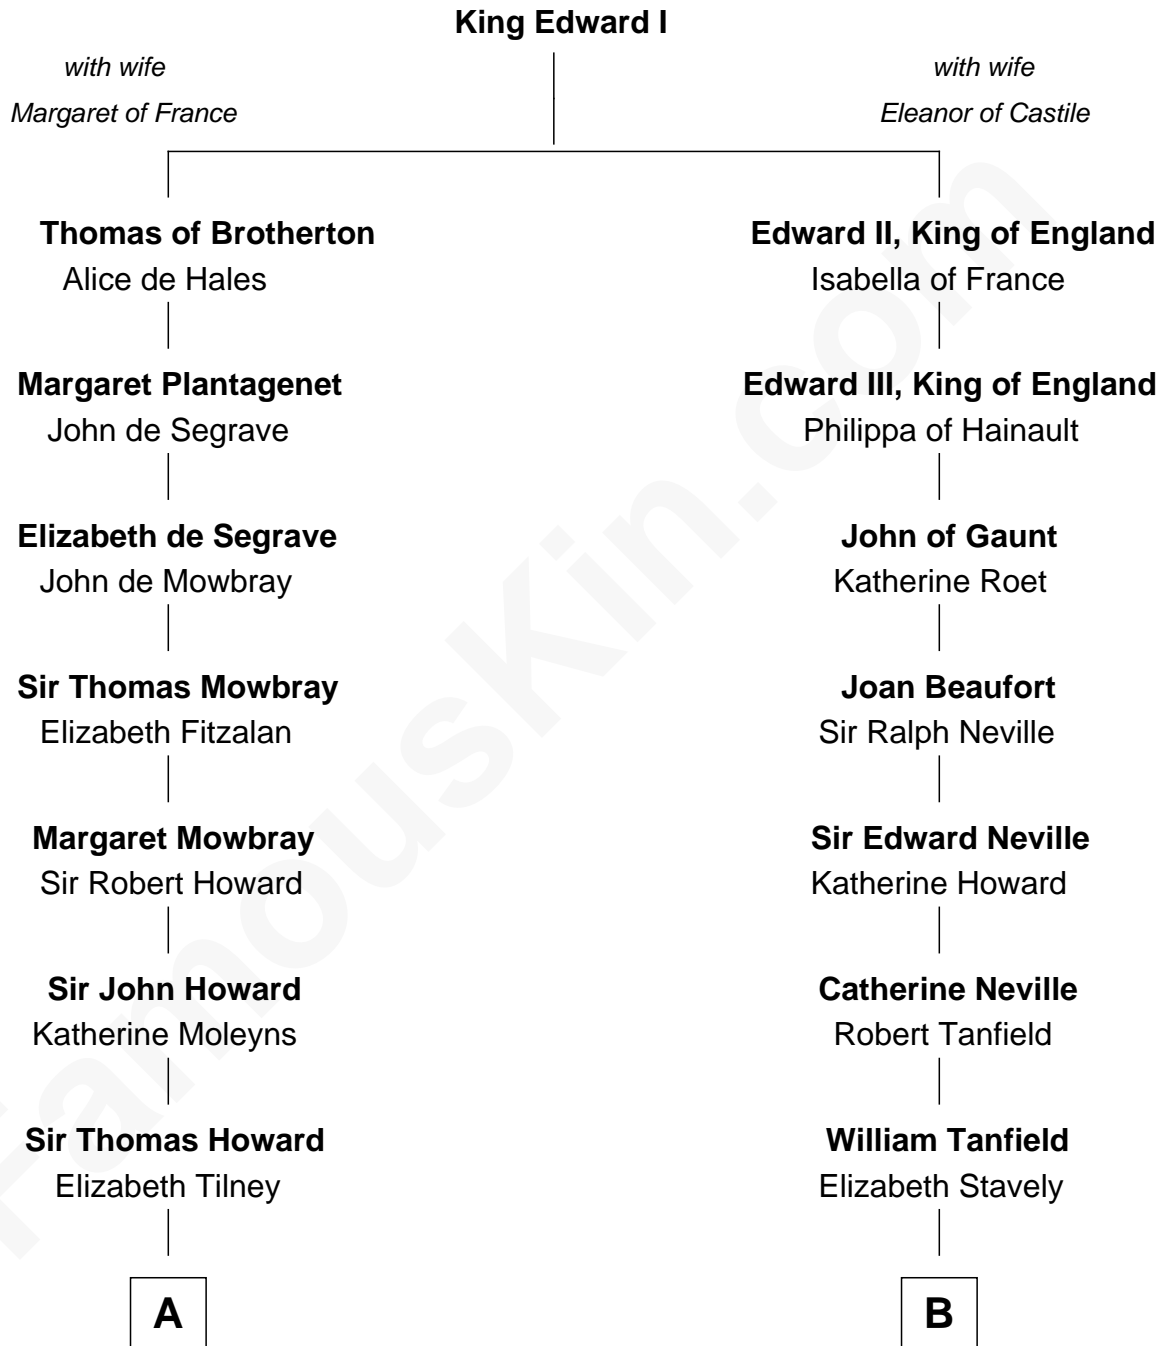 King Edward I
with wife
Margaret of France
with wife
Eleanor of Castile
Thomas of Brotherton
Alice de Hales
Edward II, King of England
Isabella of France
Margaret Plantagenet
John de Segrave
Edward III, King of England
Philippa of Hainault
Elizabeth de Segrave
John de Mowbray
John of Gaunt
Katherine Roet
Sir Thomas Mowbray
Elizabeth Fitzalan
Joan Beaufort
Sir Ralph Neville
Margaret Mowbray
Sir Robert Howard
Sir Edward Neville
Katherine Howard
Sir John Howard
Katherine Moleyns
Catherine Neville
Robert Tanfield
Sir Thomas Howard
Elizabeth Tilney
William Tanfield
Elizabeth Stavely
A
B
FamousKin.com